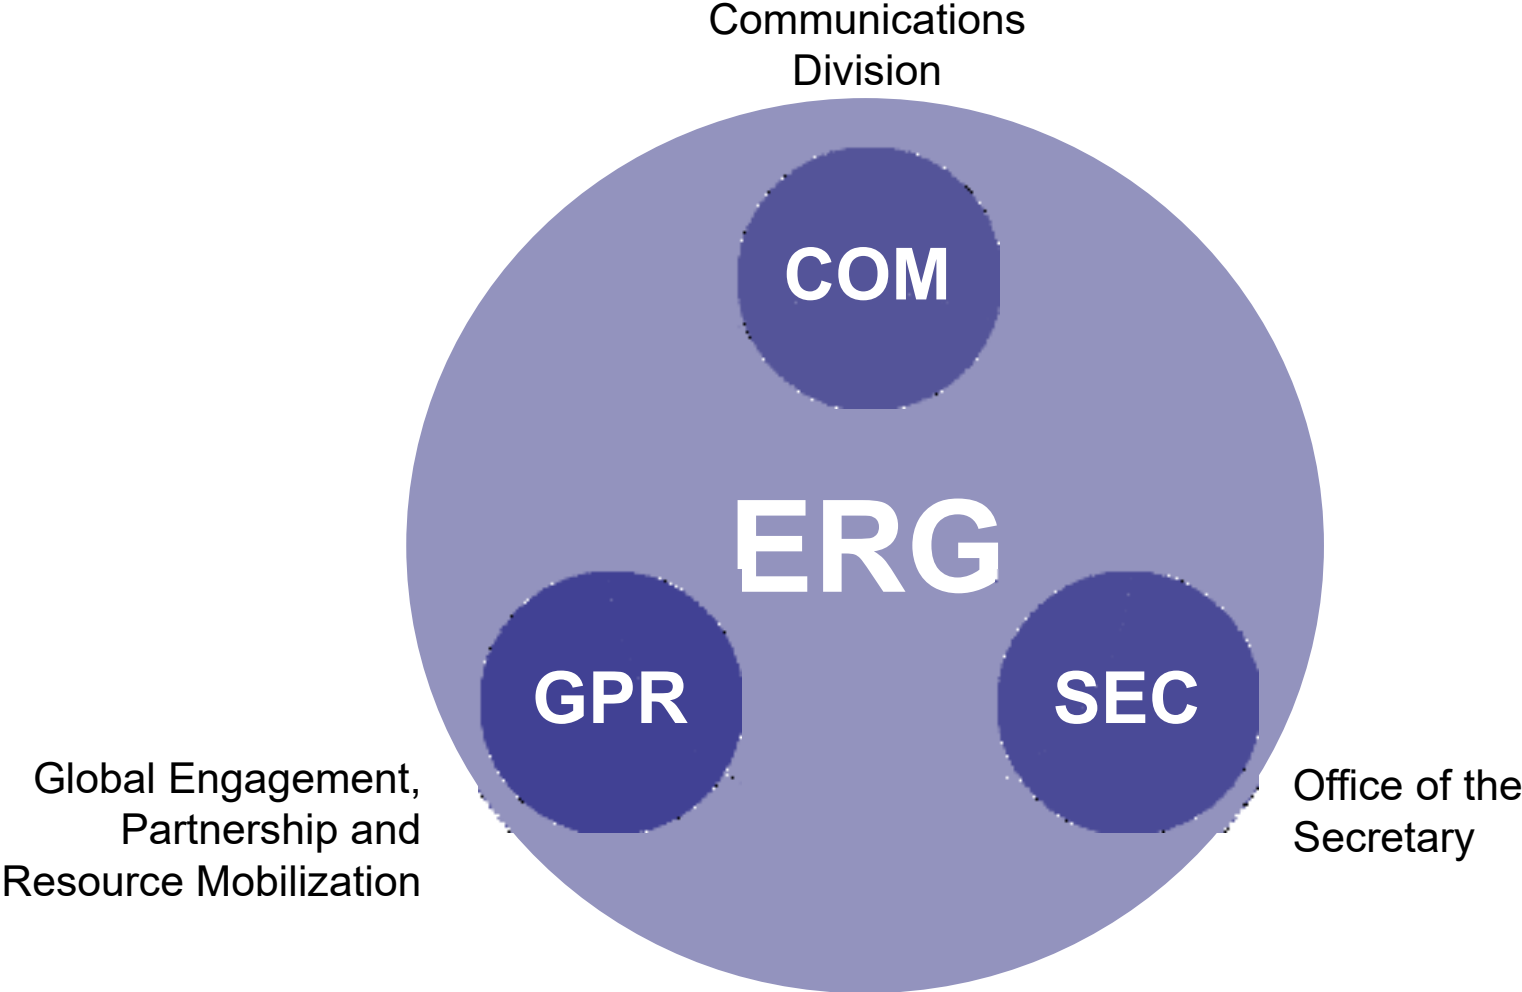 Communications
Division
COM
ERG
GPR
SEC
Global Engagement,
Partnership and
Resource Mobilization
Office of the
Secretary